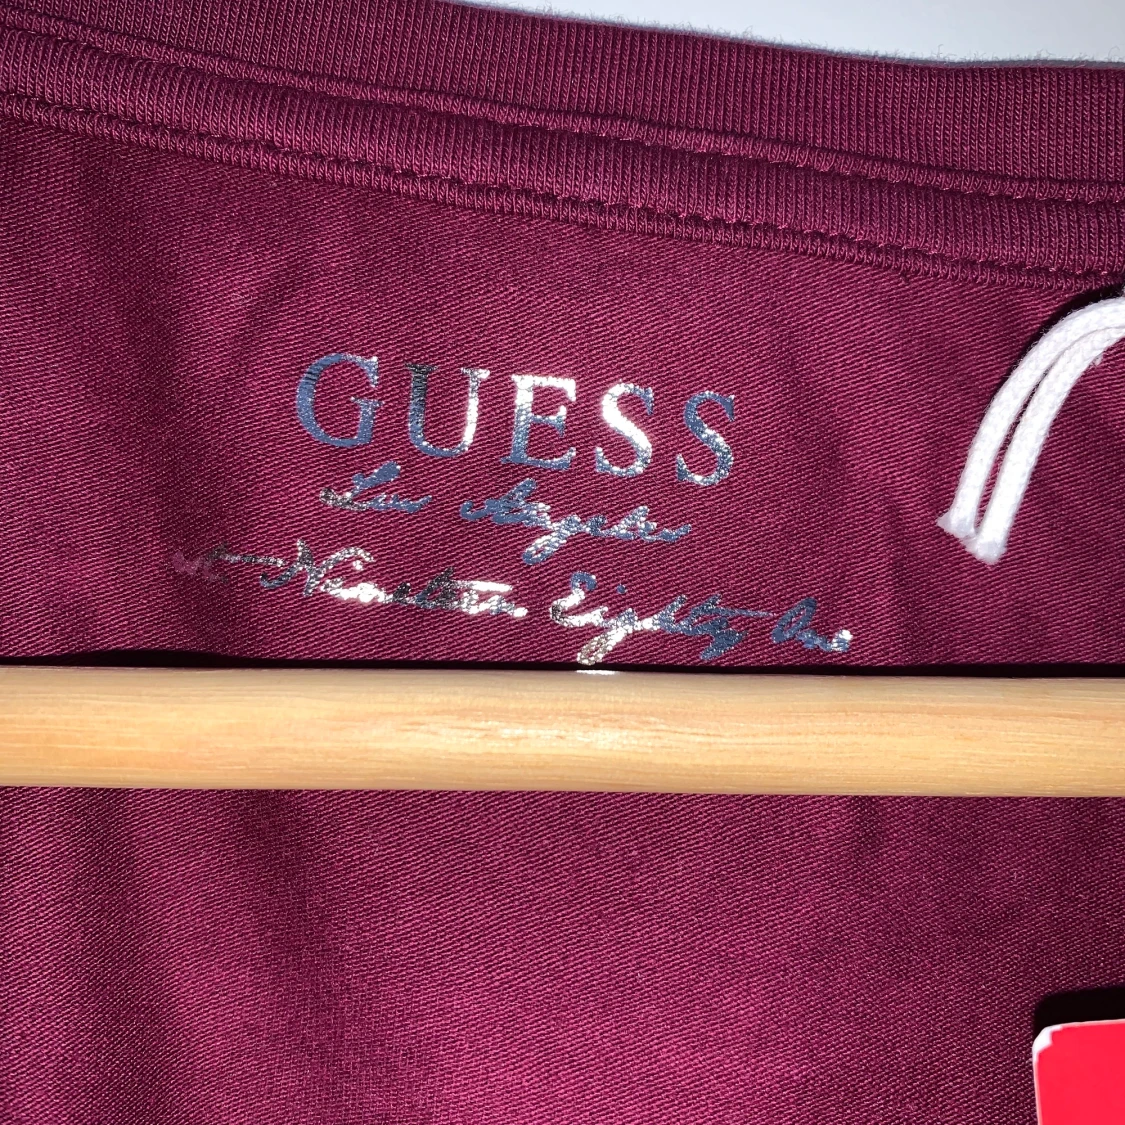 GUESS
Los Angeles
Nineteen Eighty One